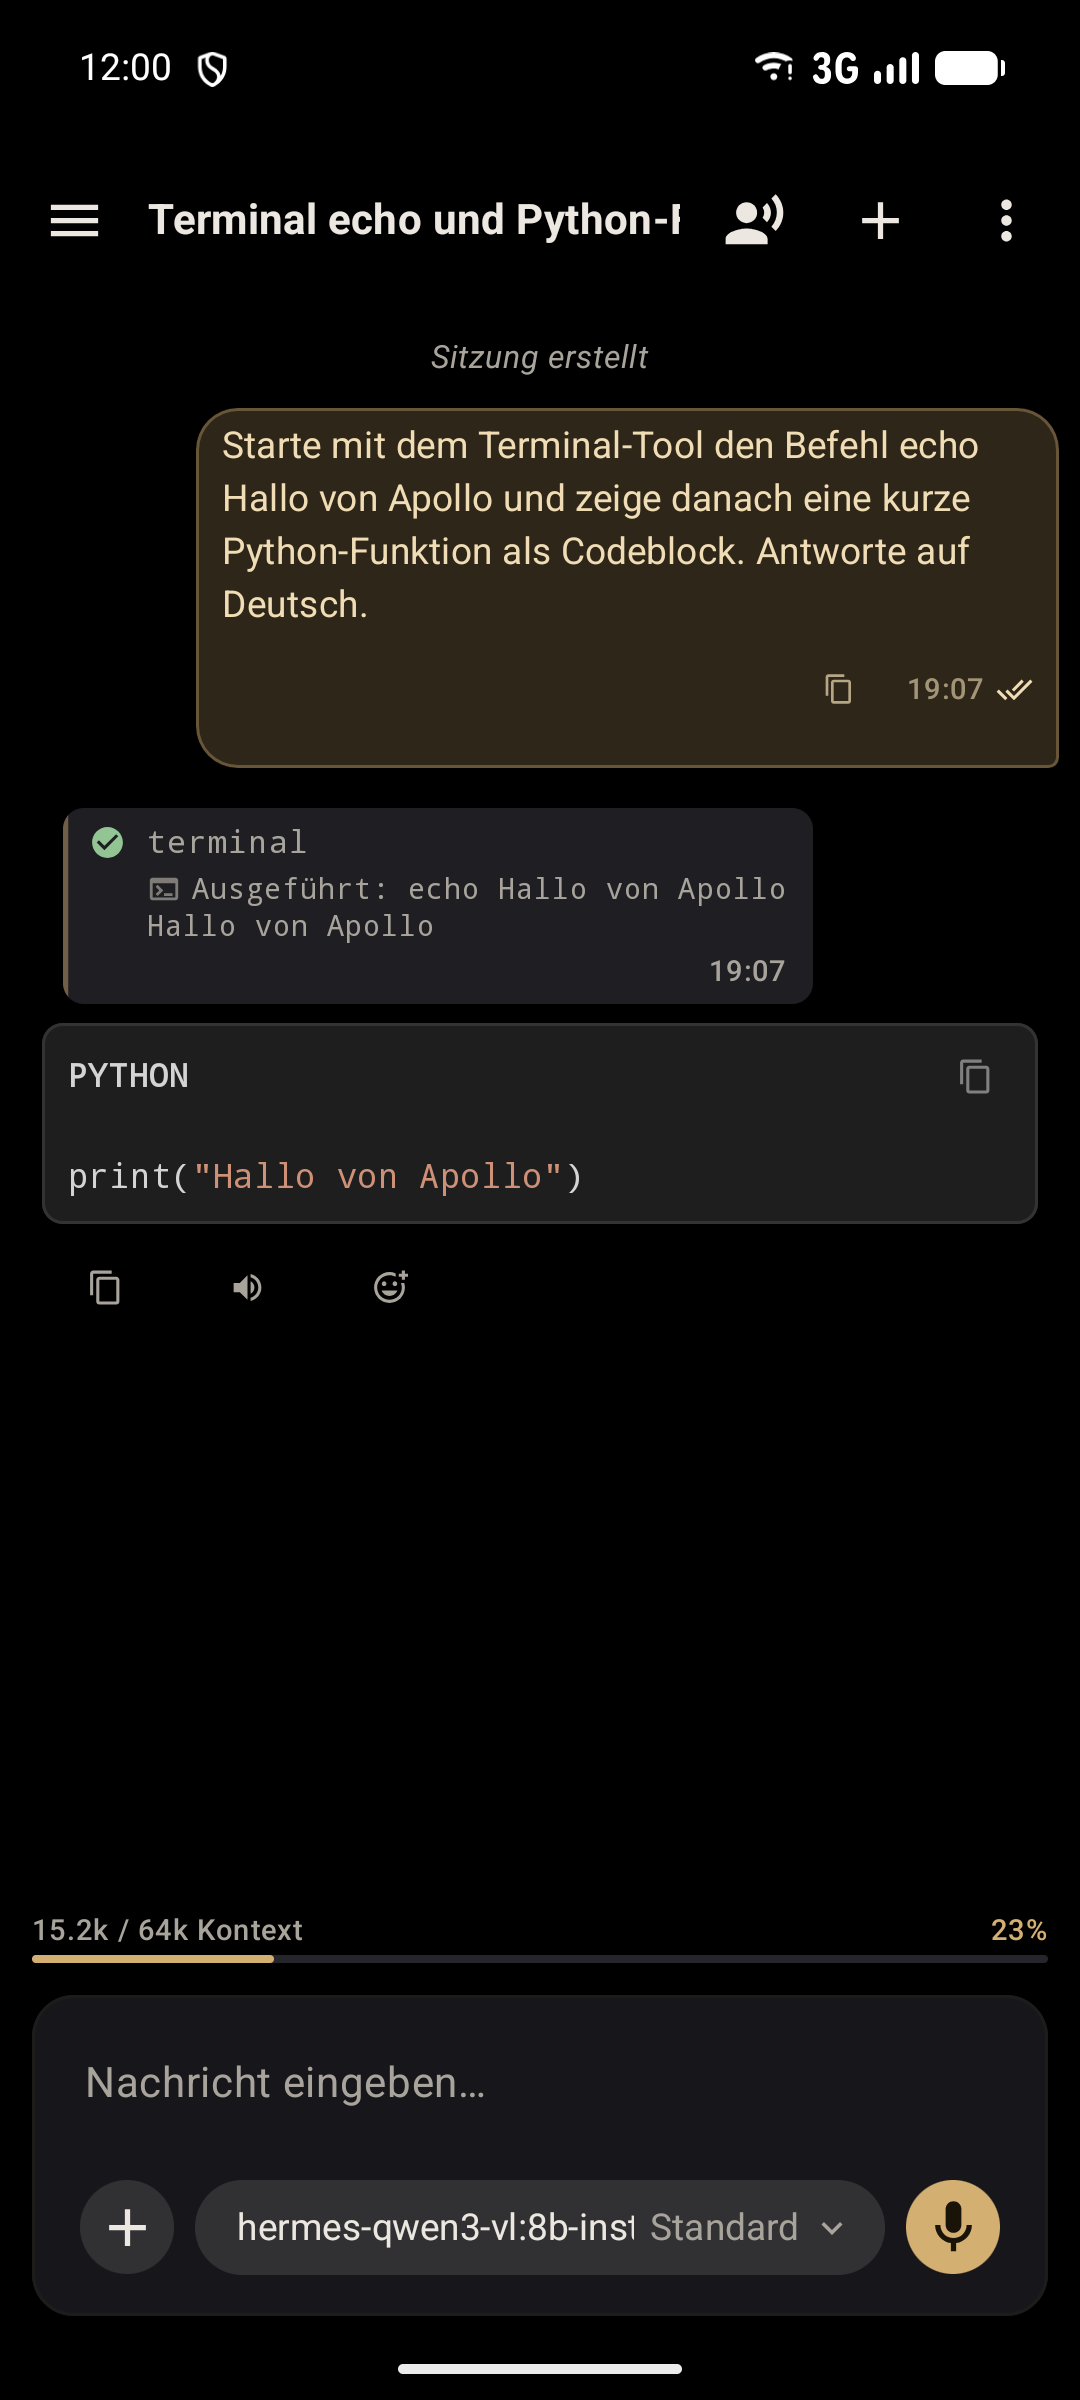 12:00
3G
Terminal echo und Python-
Sitzung erstellt
Starte mit dem Terminal-Tool den Befehl echo
Hallo von Apollo und zeige danach eine kurze
Python-Funktion als Codeblock. Antworte auf
Deutsch.
19:07
terminal
Ausgeführt: echo Hallo von Apollo
Hallo von Apollo
19:07
PYTHON
print("Hallo von Apollo")
15.2k / 64k Kontext 23%
Nachricht eingeben…
hermes-qwen3-vl:8b-inst Standard